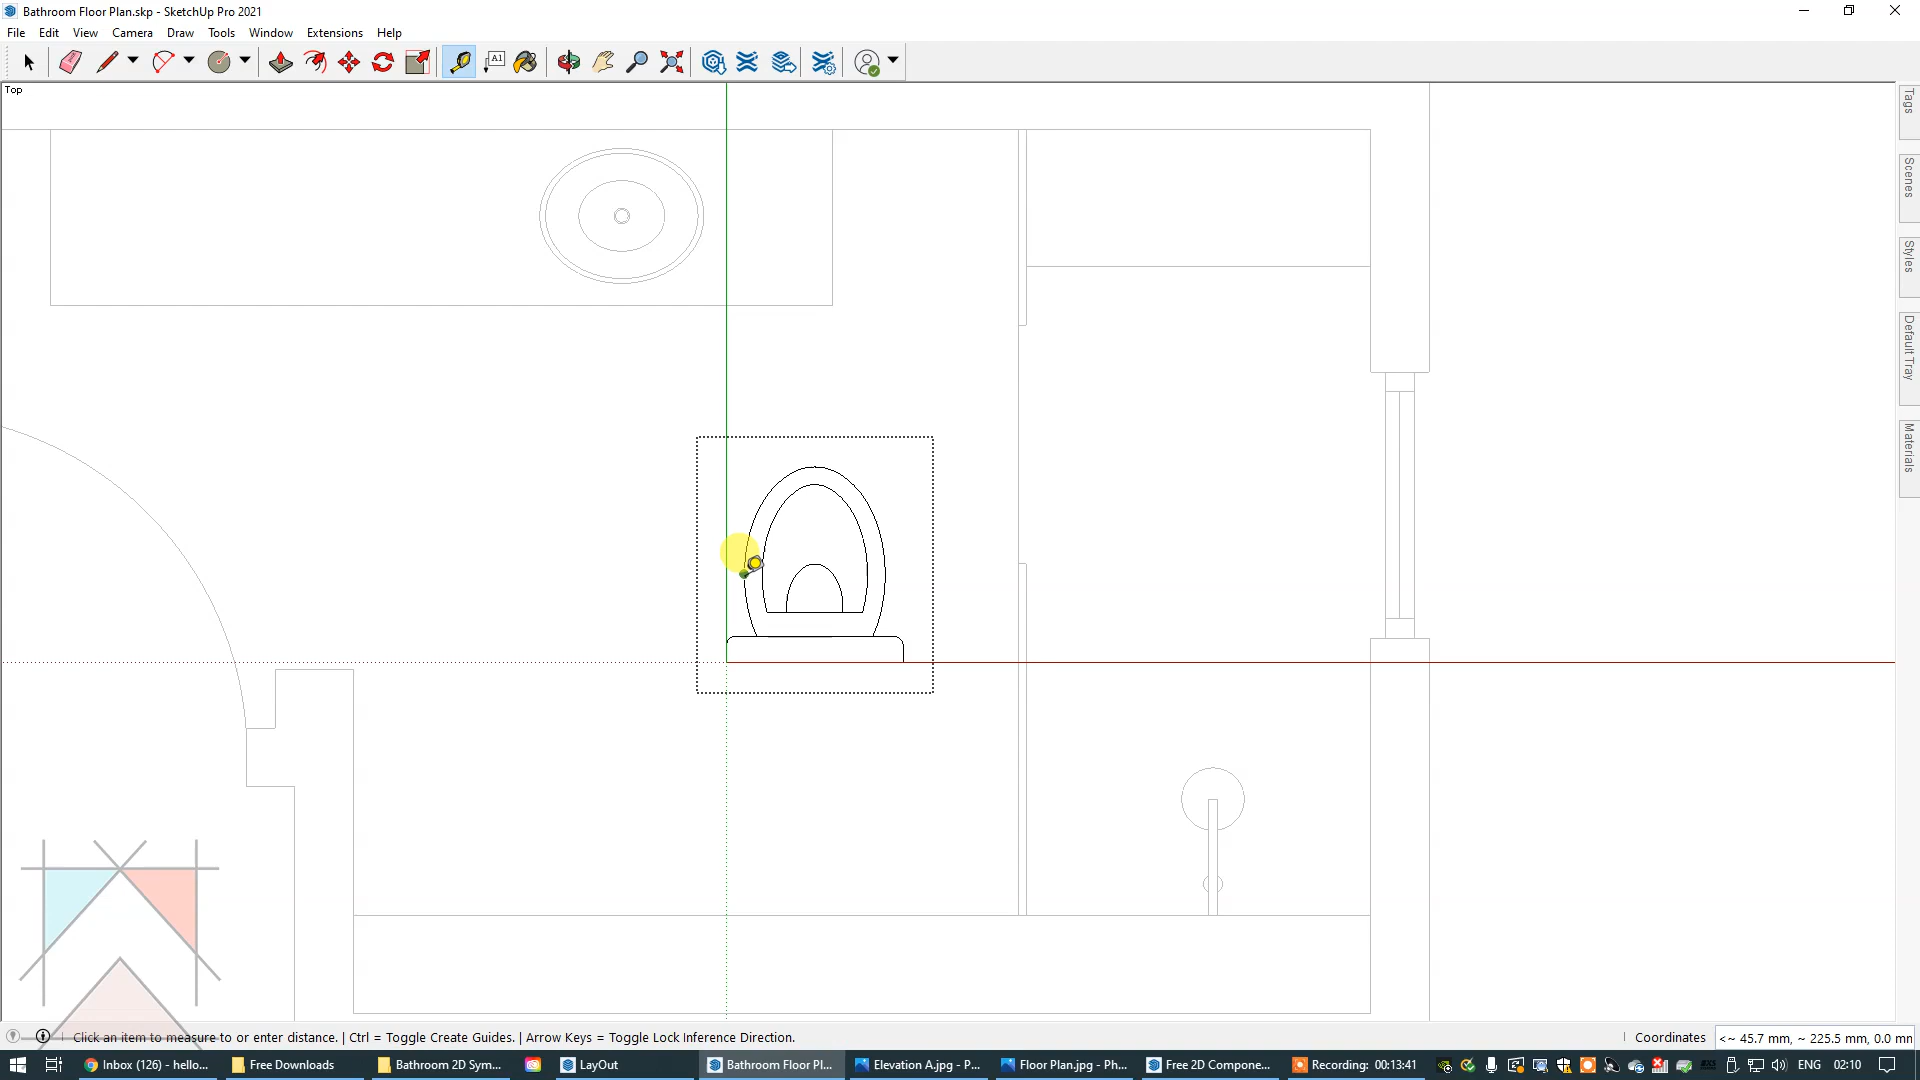 Bathroom Floor Plan.skp - SketchUp Pro 2021
File Edit View Camera Draw Tools Window Extensions Help
A1
Top
Tags
Scenes
Styles
Default Tray
Materials
Click an item to measure to or enter distance. | Ctrl = Toggle Create Guides. | Arrow Keys = Toggle Lock Inference Direction.
Coordinates <~ 45.7 mm, ~ 225.5 mm, 0.0 mm
Inbox (126) - hello... Free Downloads Bathroom 2D Sym... LayOut Bathroom Floor Pl... Elevation A.jpg - P... Floor Plan.jpg - Ph... Free 2D Compone... Recording: 00:13:41 ENG 02:10